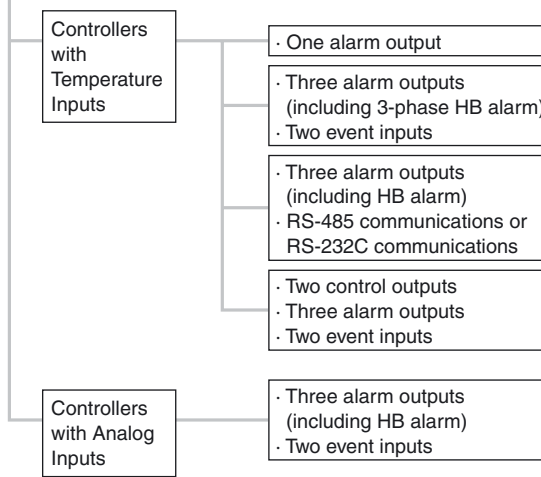 Controllers
with
Temperature
Inputs
· One alarm output
· Three alarm outputs
(including 3-phase HB alarm)
· Two event inputs
· Three alarm outputs
(including HB alarm)
· RS-485 communications or
RS-232C communications
· Two control outputs
· Three alarm outputs
· Two event inputs
Controllers
with Analog
Inputs
· Three alarm outputs
(including HB alarm)
· Two event inputs